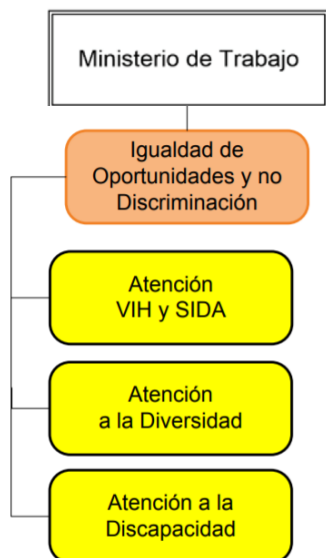 Ministerio de Trabajo
Igualdad de
Oportunidades y no
Discriminación
Atención
VIH y SIDA
Atención
a la Diversidad
Atención a la
Discapacidad